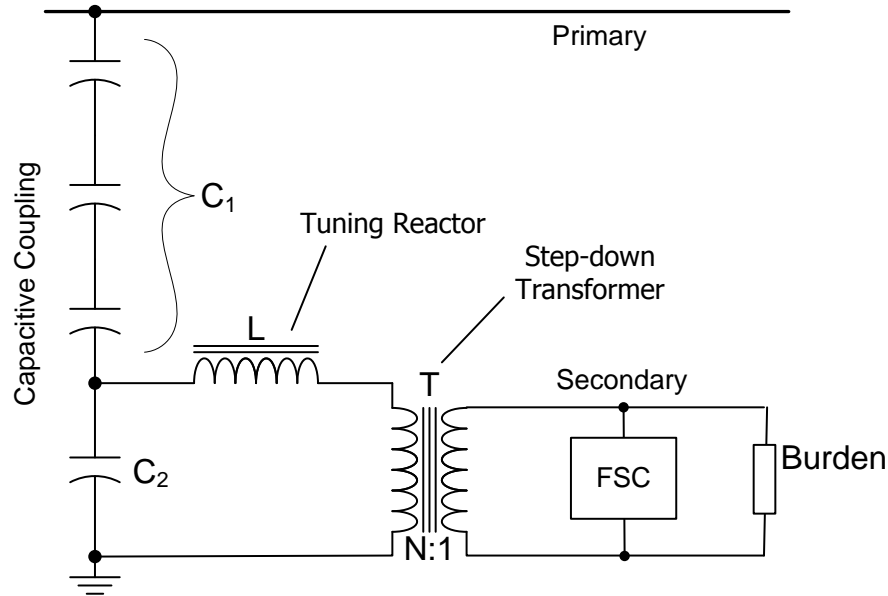 Primary
Capacitive Coupling
C₁
Tuning Reactor
Step-down
Transformer
L
T
Secondary
C₂
FSC
Burden
N:1